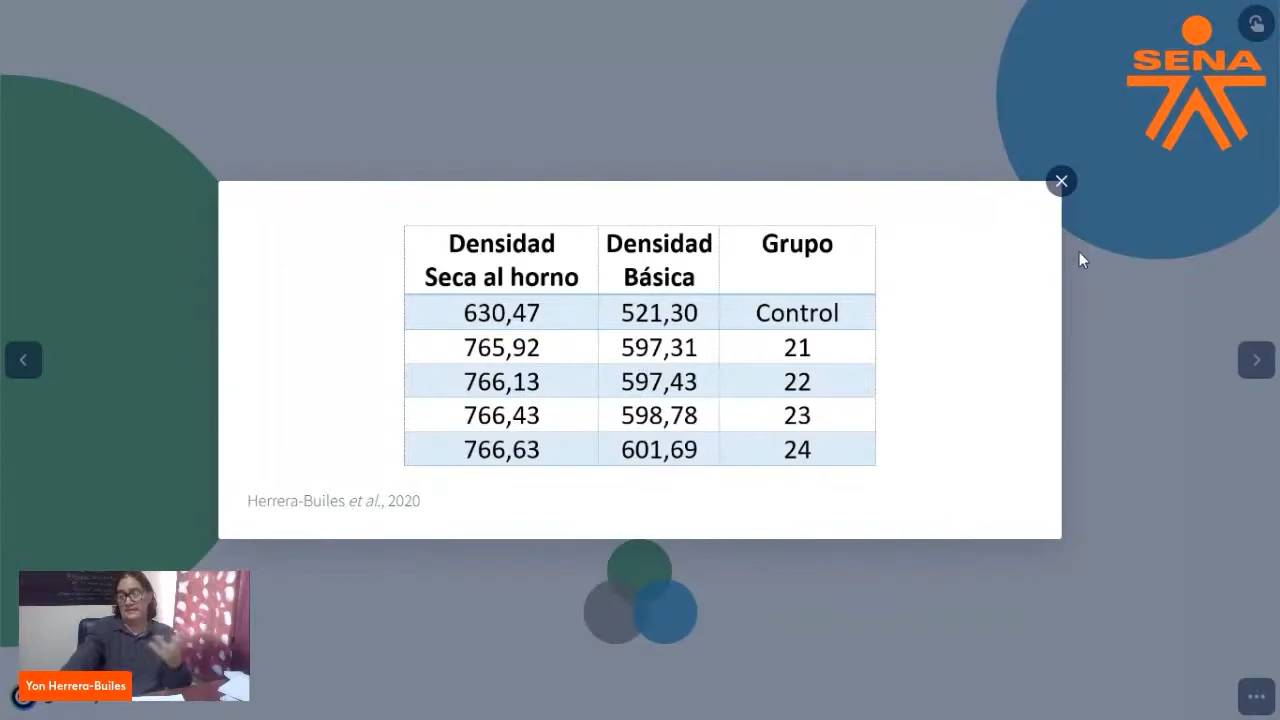 SENA
Densidad Seca al horno Densidad Básica Grupo
630,47 521,30 Control
765,92 597,31 21
766,13 597,43 22
766,43 598,78 23
766,63 601,69 24
Herrera-Builes et al., 2020
Yon Herrera-Builes